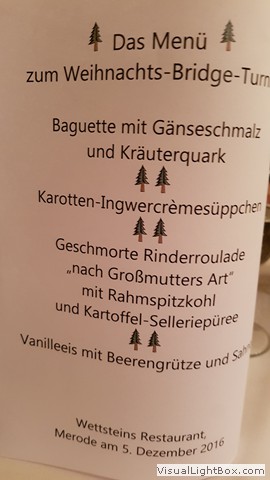 Das Menü
zum Weihnachts-Bridge-Turn
Baguette mit Gänseschmalz
und Kräuterquark
Karotten-Ingwercrèmesüppchen
Geschmorte Rinderroulade
„nach Großmutters Art“
mit Rahmspitzkohl
und Kartoffel-Selleriepüree
Vanilleeis mit Beerengrütze und Sahn
Wettsteins Restaurant,
Merode am 5. Dezember 2016
VisualLightBox.com